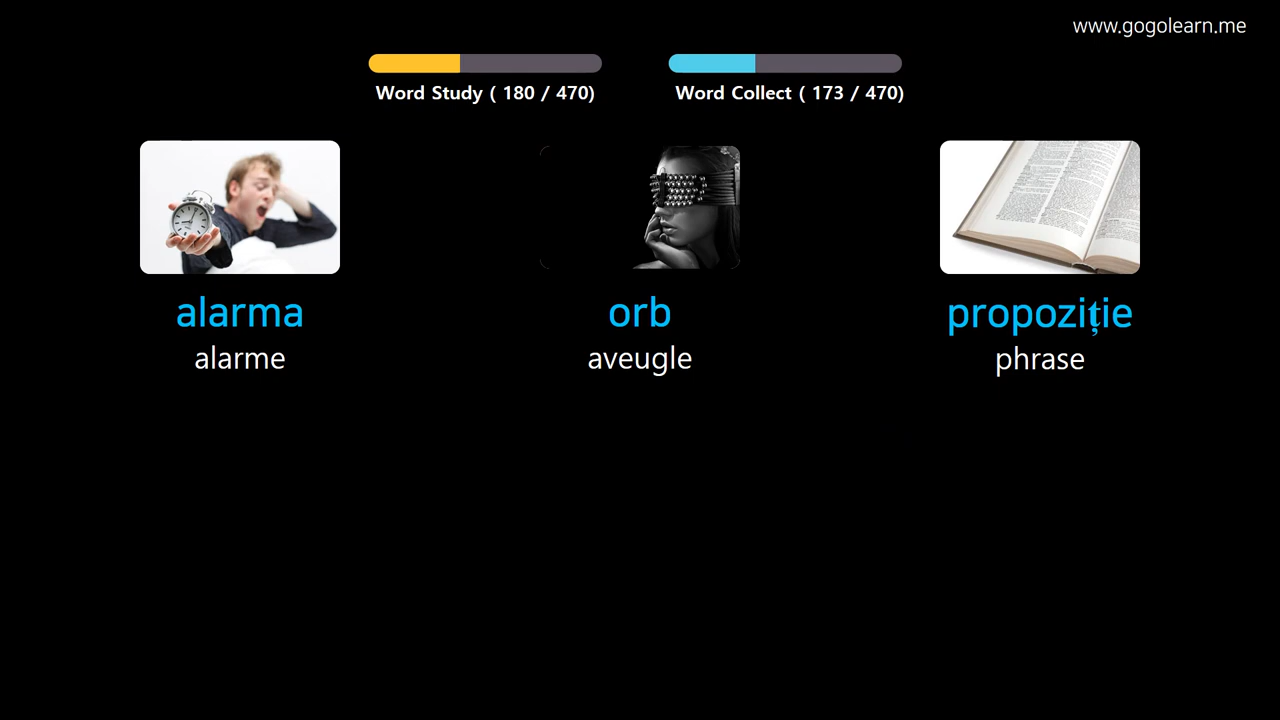 www.gogolearn.me
Word Study ( 180 / 470)
Word Collect ( 173 / 470)
alarma
alarme
orb
aveugle
propoziție
phrase